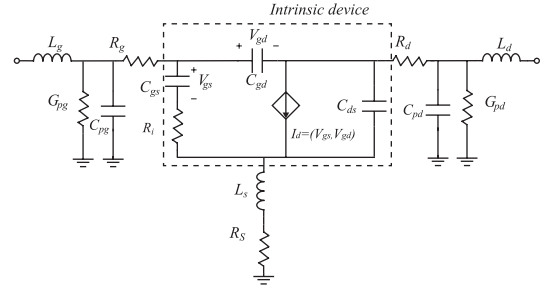 Intrinsic device
L_g
R_g
+ V_gd −
C_gd
R_d
L_d
G_pg
C_pg
C_gs
+
V_gs
−
R_i
I_d=(V_gs,V_gd)
C_ds
C_pd
G_pd
L_s
R_S